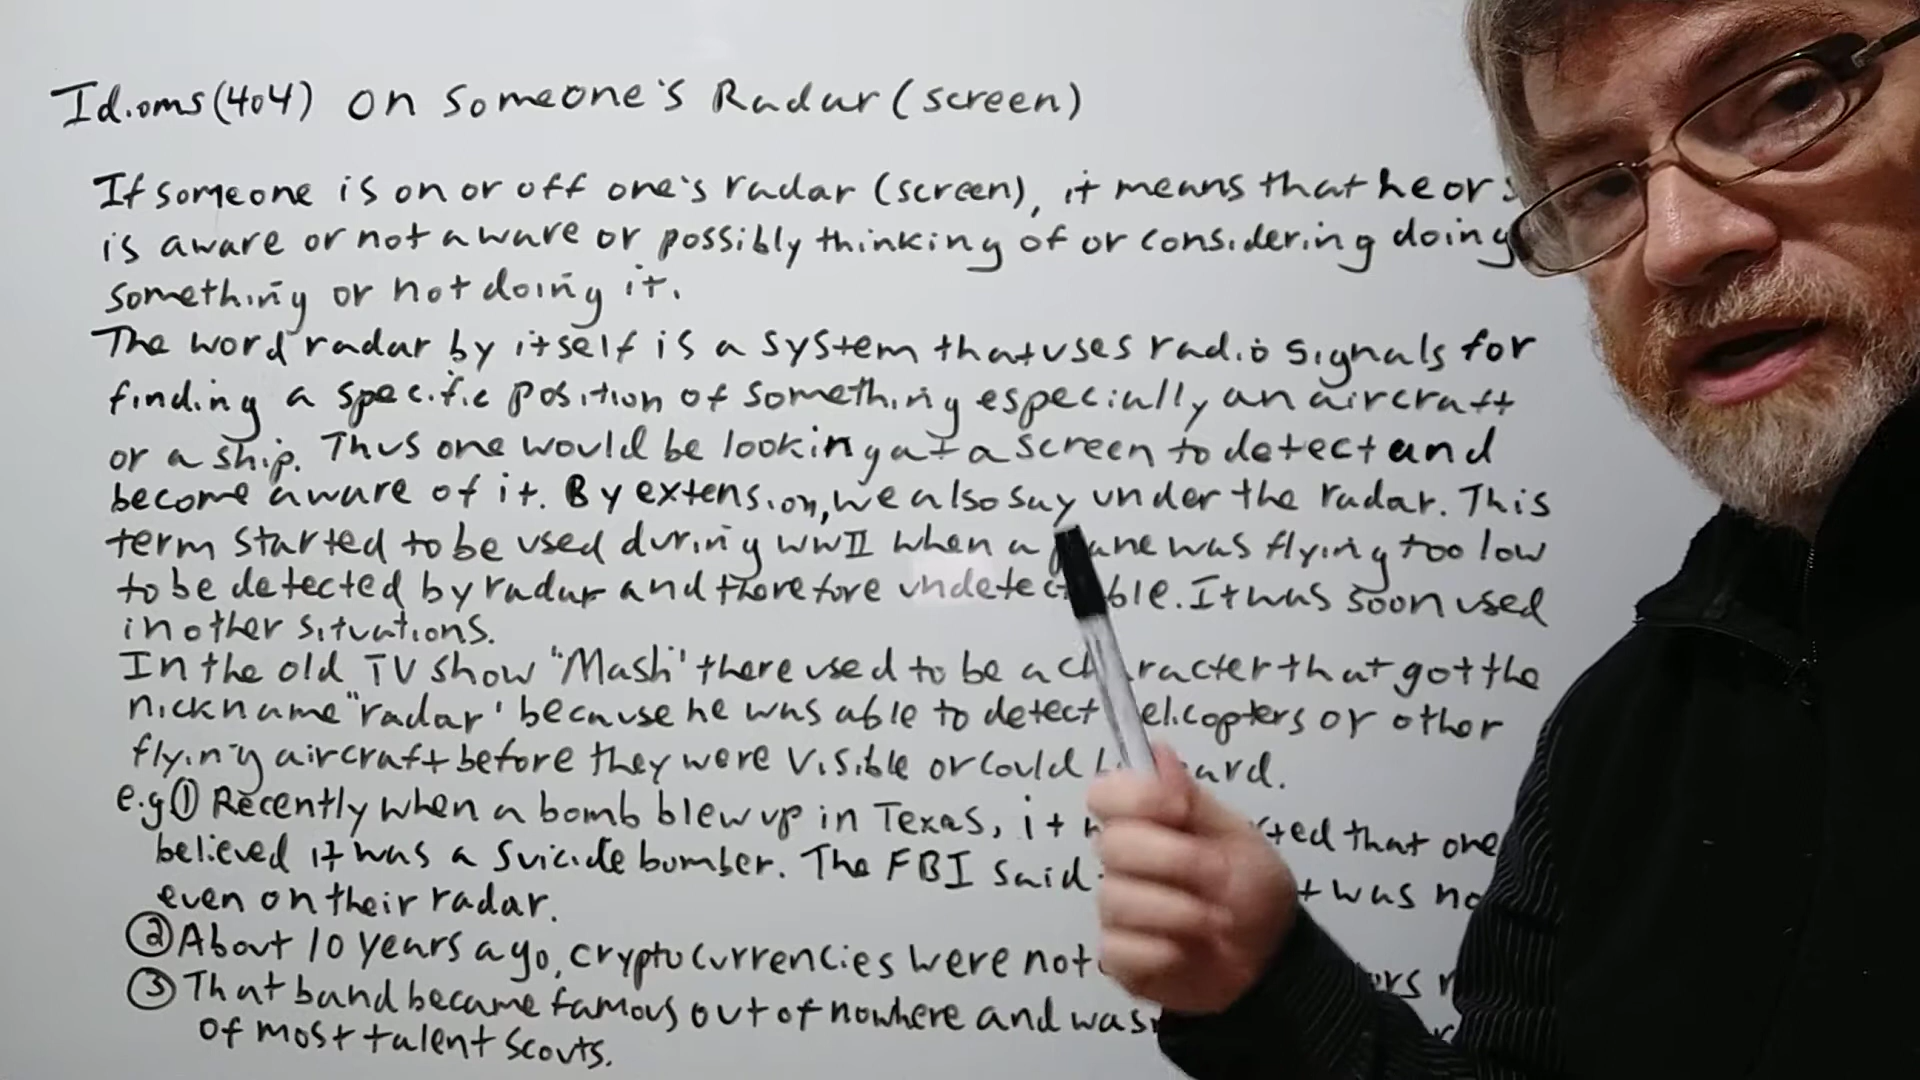 Idioms (404) on Someone's Radar (screen)
If someone is on or off one's radar (screen), it means that he or
is aware or not aware or possibly thinking of or considering doing
something or not doing it.
The word radar by itself is a system that uses radio signals for
finding a specific position of something especially an aircraft
or a ship. Thus one would be looking at a screen to detect and
become aware of it. By extension, we also say under the radar. This
term started to be used during WWII when a was flying too low
to be detected by radar and therefore undetectable. It was soon used
in other situations.
In the old TV show "Mash' there used to be a character that got the
nickname "radar' because he was able to detect helicopters or other
flying aircraft before they were visible or could heard.
e.g ① Recently when a bomb blew up in Texas, it that one
believed it was a suicide bomber. The FBI said was
even on their radar.
② About 10 years ago, cryptocurrencies were not
③ That band became famous out of nowhere and
of most talent scouts.